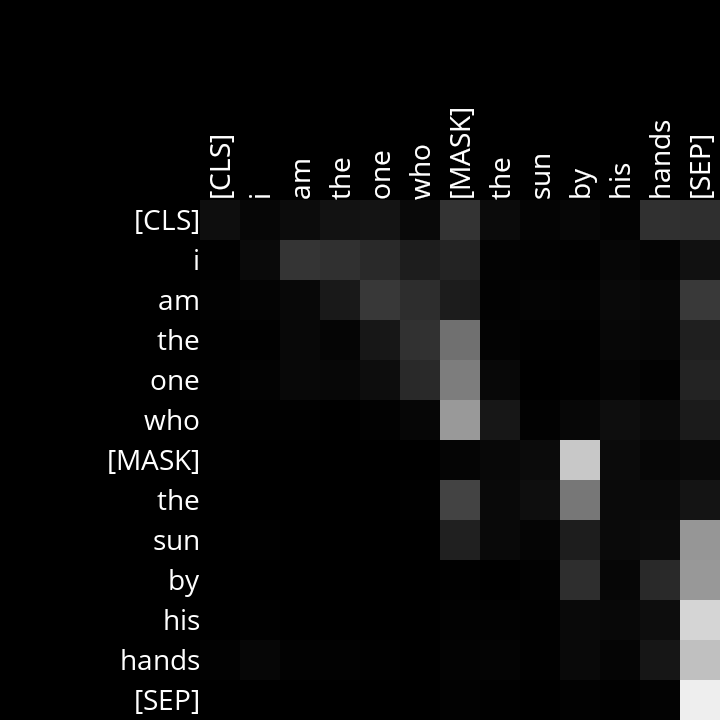 [CLS] i am the one who [MASK] the sun by his hands [SEP]
[CLS]
i
am
the
one
who
[MASK]
the
sun
by
his
hands
[SEP]